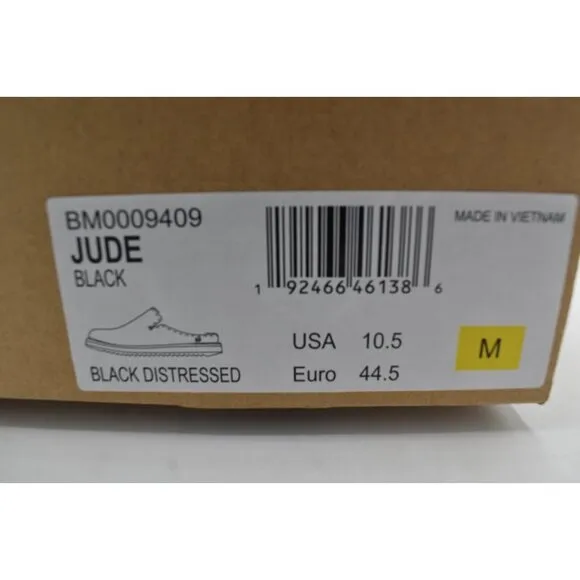 BM0009409
JUDE
BLACK
BLACK DISTRESSED
1 92466 46138 6
MADE IN VIETNAM
USA 10.5
Euro 44.5
M